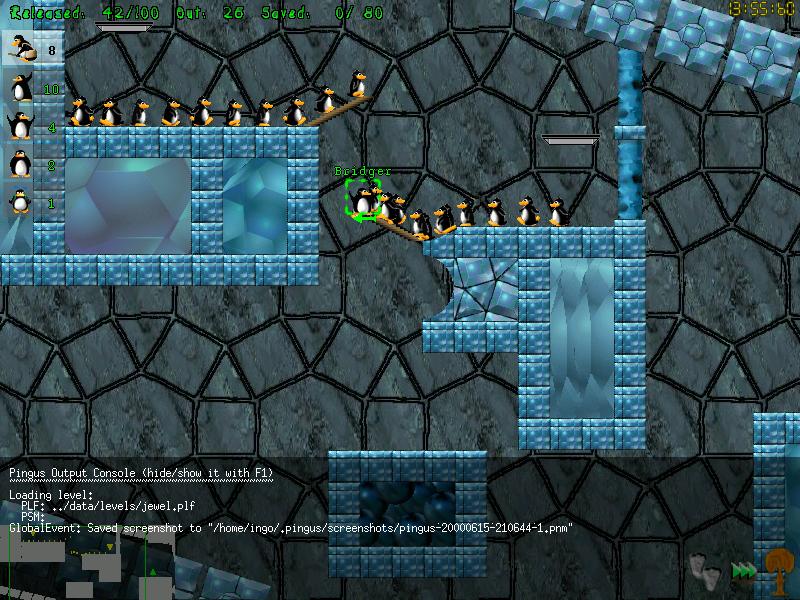 Released: 42/100 Out: 26 Saved: 0/ 80
13:55:60
8
10
4
2
1
Bridger
Pingus Output Console (hide/show it with F1)
~~~~~~~~~~~~~~~~~~~~~~~~~~~~~~~~~~~~~~~~~~~~
Loading level:
PLF: ../data/levels/jewel.plf
PSM:
GlobalEvent: Saved screenshot to "/home/ingo/.pingus/screenshots/pingus-20000615-210644-1.pnm"